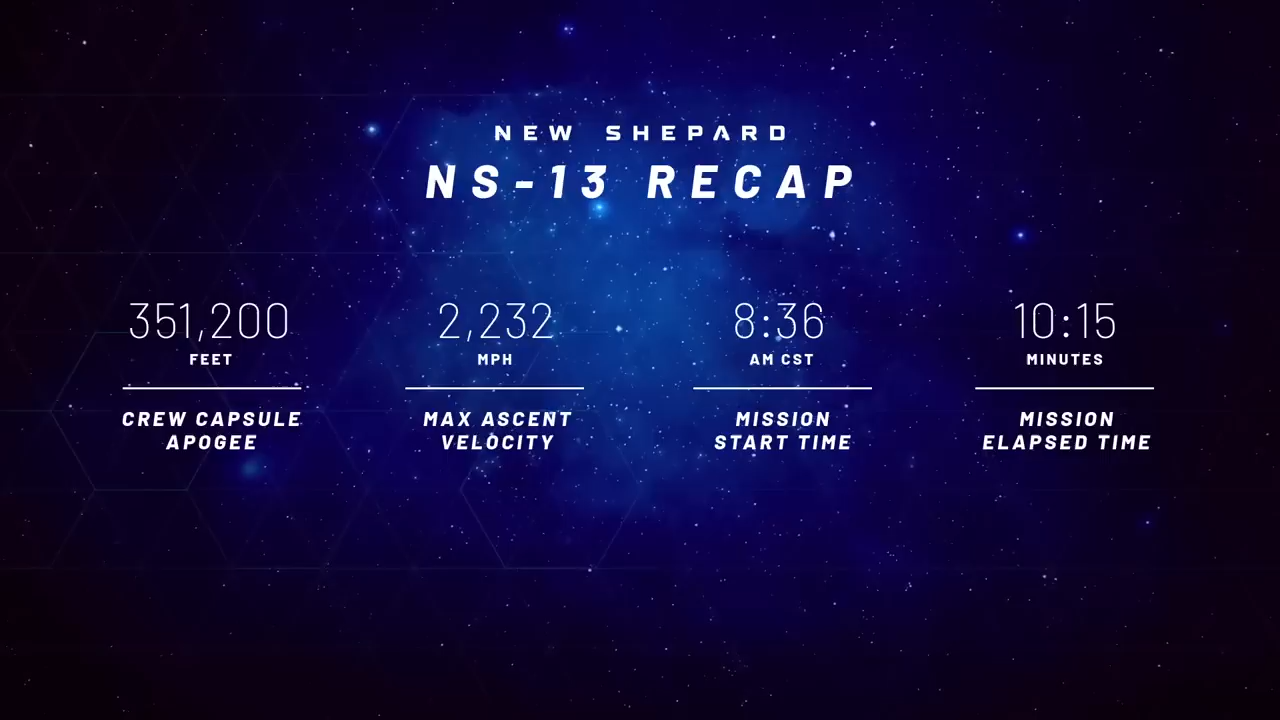 NEW SHEPARD
NS-13 RECAP
351,200
FEET
CREW CAPSULE
APOGEE
2,232
MPH
MAX ASCENT
VELOCITY
8:36
AM CST
MISSION
START TIME
10:15
MINUTES
MISSION
ELAPSED TIME